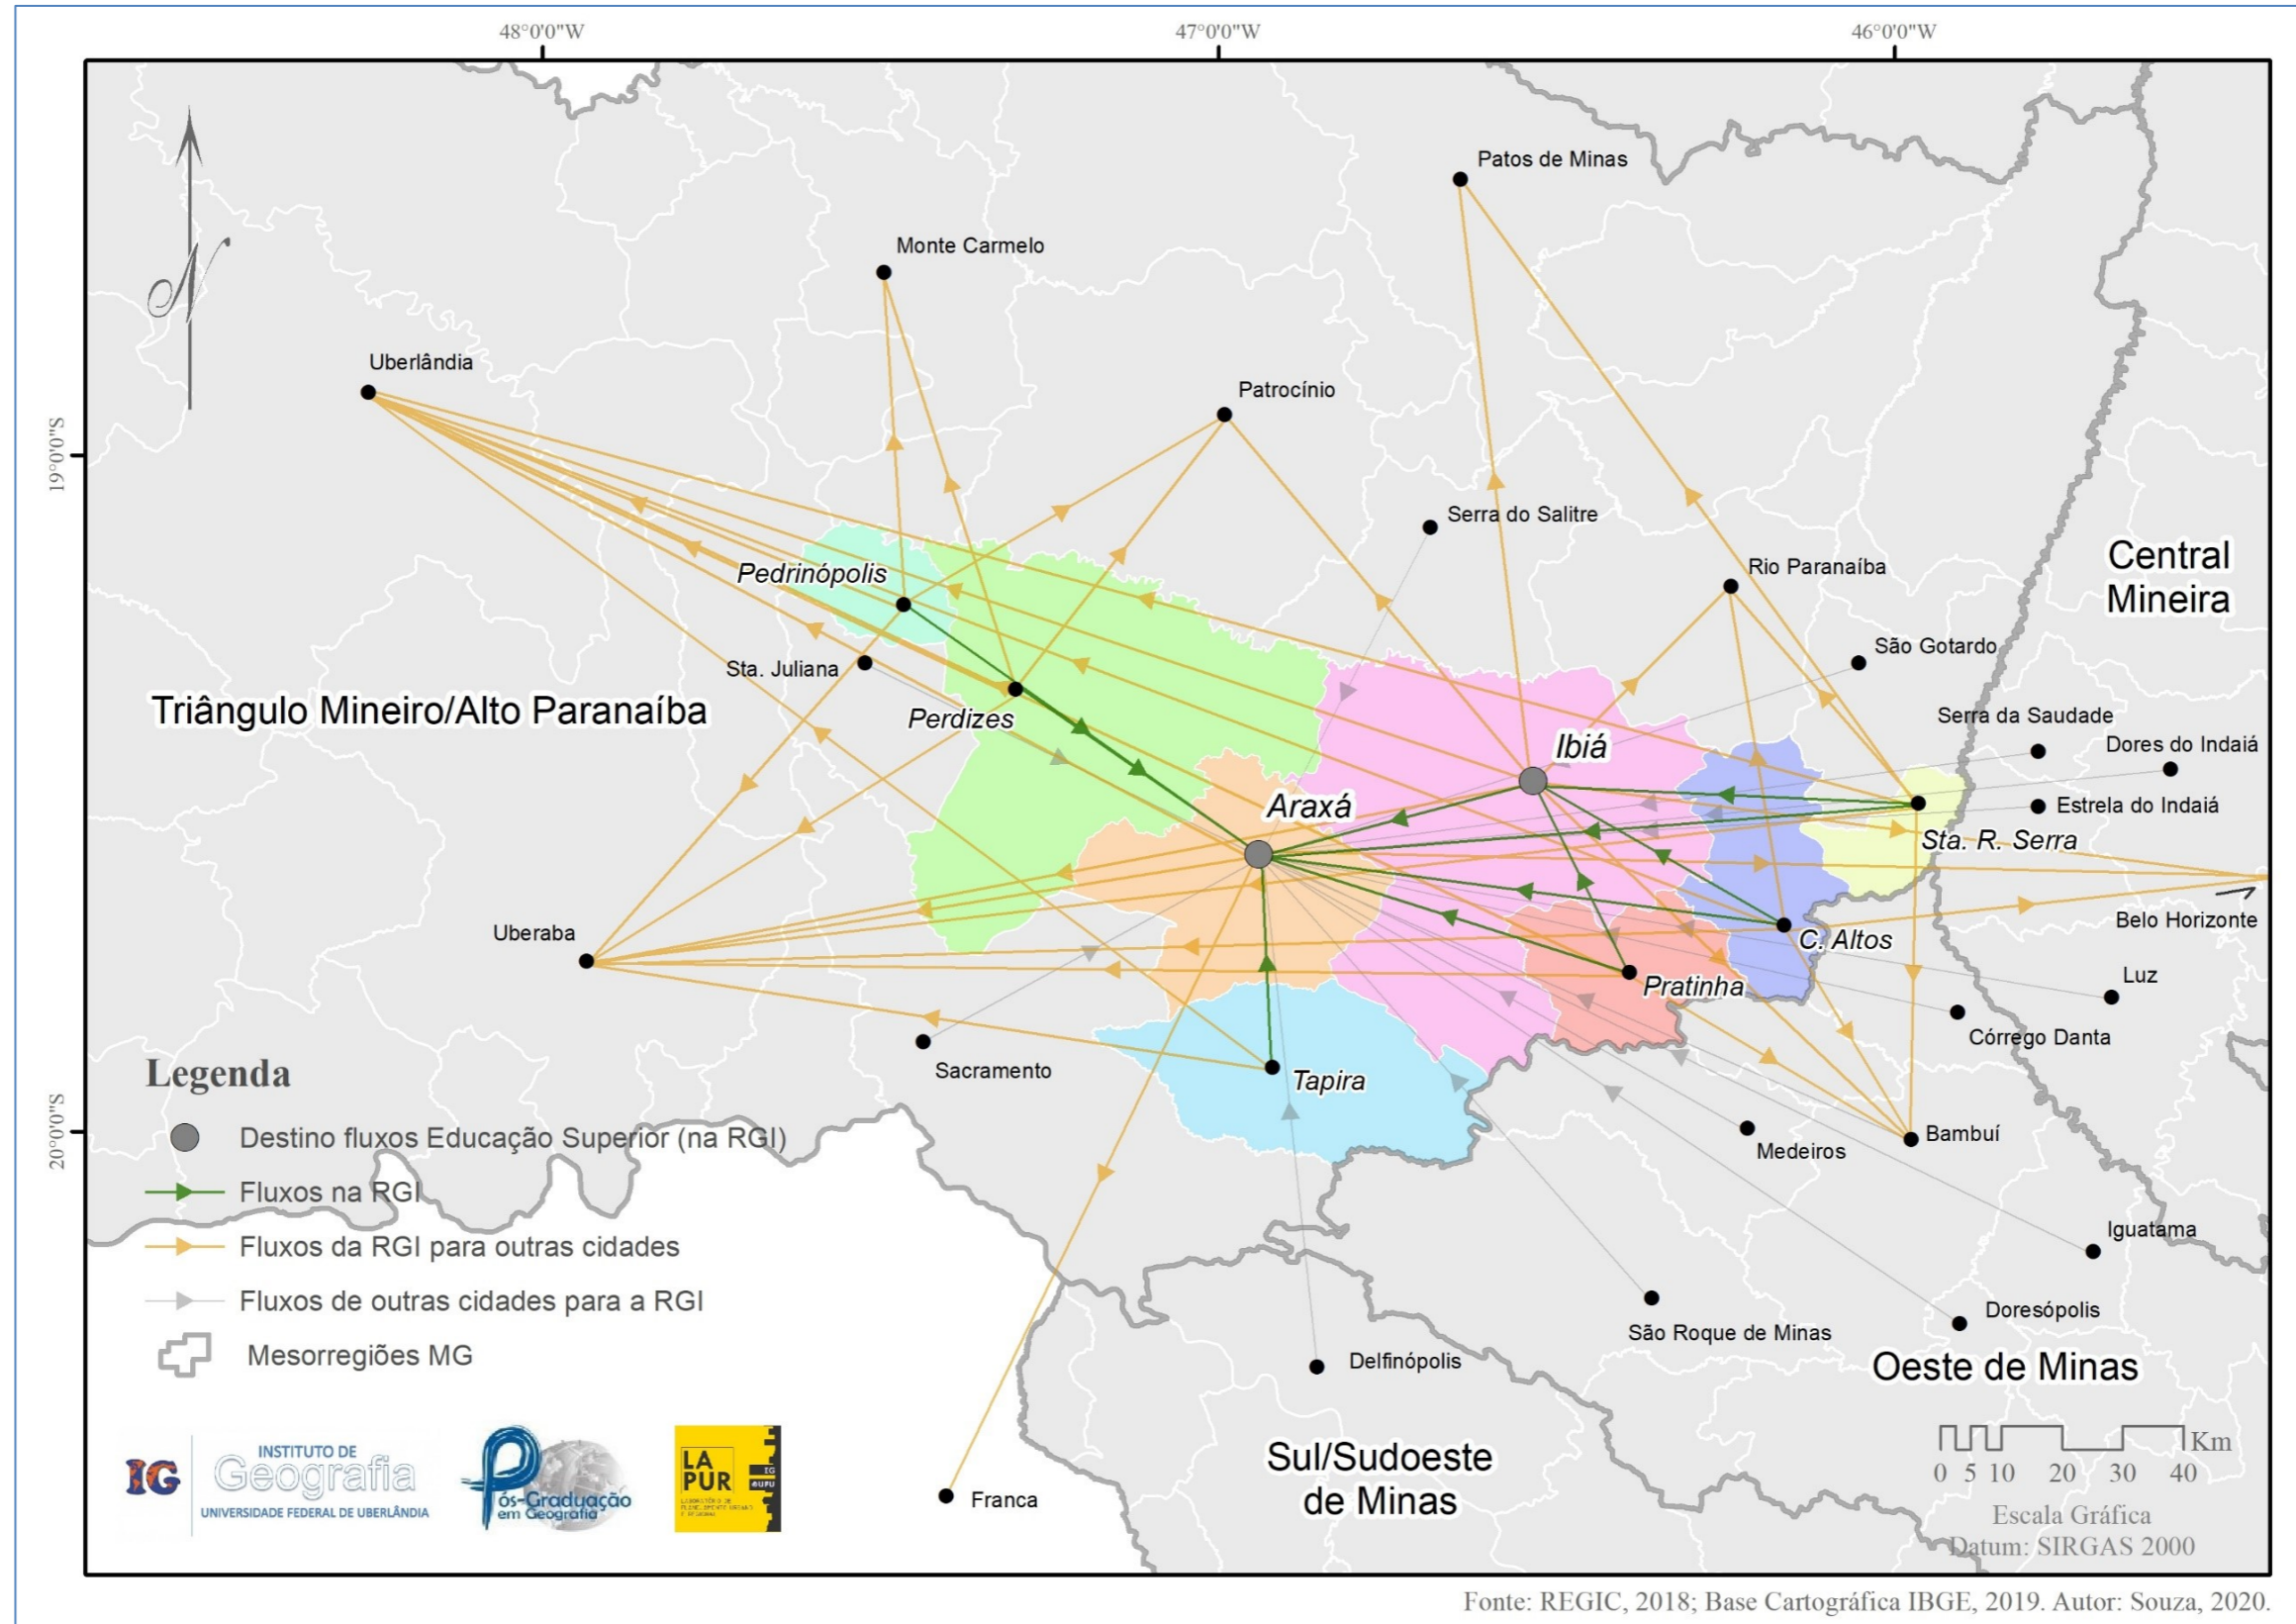 48°0'0"W
47°0'0"W
46°0'0"W
Patos de Minas
Monte Carmelo
Uberlândia
Patrocínio
19°0'0"S
Serra do Salitre
Central
Mineira
Rio Paranaíba
Pedrinópolis
São Gotardo
Sta. Juliana
Triângulo Mineiro/Alto Paranaíba
Perdizes
Serra da Saudade
Ibiá
Dores do Indaiá
Araxá
Estrela do Indaiá
Sta. R. Serra
Uberaba
Belo Horizonte
C. Altos
Luz
Pratinha
Córrego Danta
Sacramento
Tapira
20°0'0"S
Bambuí
Medeiros
Iguatama
Doresópolis
São Roque de Minas
Delfinópolis
Oeste de Minas
Sul/Sudoeste
de Minas
Franca
Legenda
Destino fluxos Educação Superior (na RGI)
Fluxos na RGI
Fluxos da RGI para outras cidades
Fluxos de outras cidades para a RGI
Mesorregiões MG
N
IG
INSTITUTO DE
Geografia
UNIVERSIDADE FEDERAL DE UBERLÂNDIA
Pós-Graduação
em Geografia
LA
PUR
IG
@UFU
Km
0 5 10 20 30 40
Escala Gráfica
Datum: SIRGAS 2000
Fonte: REGIC, 2018; Base Cartográfica IBGE, 2019. Autor: Souza, 2020.